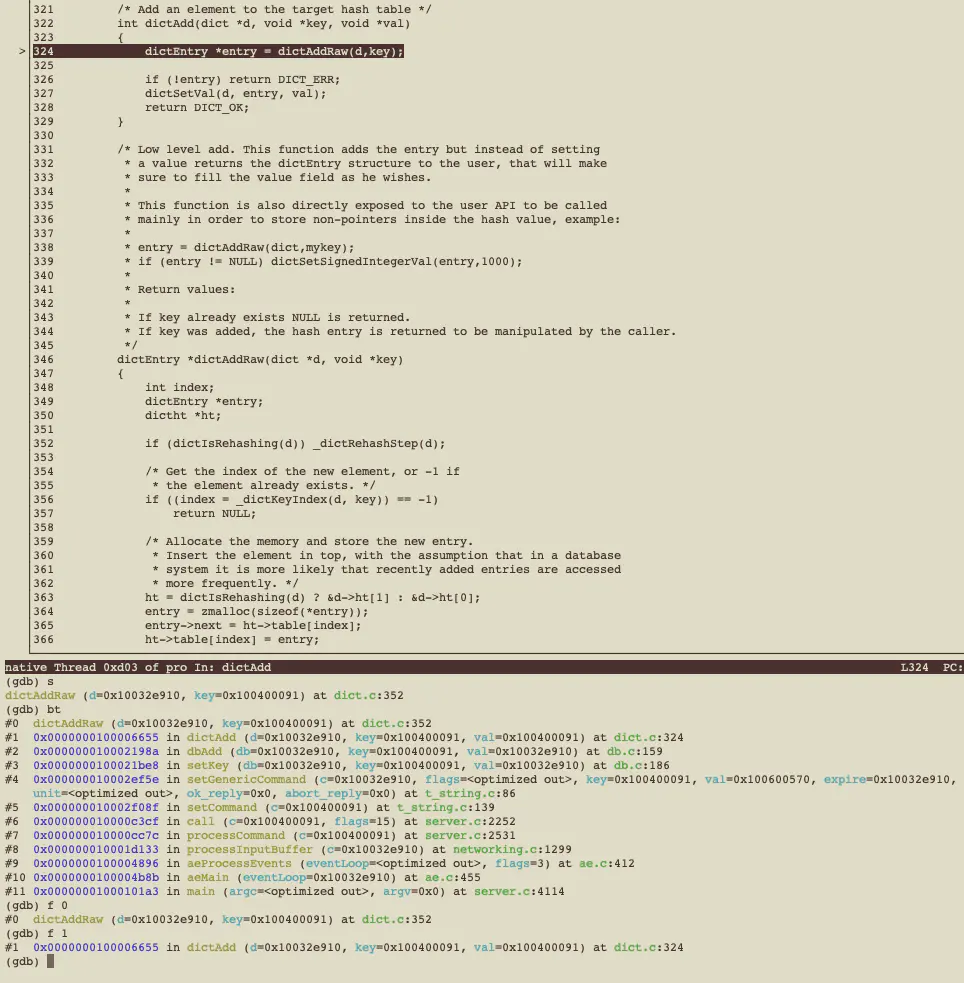 321         /* Add an element to the target hash table */
322         int dictAdd(dict *d, void *key, void *val)
323         {
> 324             dictEntry *entry = dictAddRaw(d,key);
325
326             if (!entry) return DICT_ERR;
327             dictSetVal(d, entry, val);
328             return DICT_OK;
329         }
330
331         /* Low level add. This function adds the entry but instead of setting
332          * a value returns the dictEntry structure to the user, that will make
333          * sure to fill the value field as he wishes.
334          *
335          * This function is also directly exposed to the user API to be called
336          * mainly in order to store non-pointers inside the hash value, example:
337          *
338          * entry = dictAddRaw(dict,mykey);
339          * if (entry != NULL) dictSetSignedIntegerVal(entry,1000);
340          *
341          * Return values:
342          *
343          * If key already exists NULL is returned.
344          * If key was added, the hash entry is returned to be manipulated by the caller.
345          */
346         dictEntry *dictAddRaw(dict *d, void *key)
347         {
348             int index;
349             dictEntry *entry;
350             dictht *ht;
351
352             if (dictIsRehashing(d)) _dictRehashStep(d);
353
354             /* Get the index of the new element, or -1 if
355              * the element already exists. */
356             if ((index = _dictKeyIndex(d, key)) == -1)
357                 return NULL;
358
359             /* Allocate the memory and store the new entry.
360              * Insert the element in top, with the assumption that in a database
361              * system it is more likely that recently added entries are accessed
362              * more frequently. */
363             ht = dictIsRehashing(d) ? &d->ht[1] : &d->ht[0];
364             entry = zmalloc(sizeof(*entry));
365             entry->next = ht->table[index];
366             ht->table[index] = entry;
native Thread 0xd03 of pro In: dictAdd L324 PC:
(gdb) s
dictAddRaw (d=0x10032e910, key=0x100400091) at dict.c:352
(gdb) bt
#0  dictAddRaw (d=0x10032e910, key=0x100400091) at dict.c:352
#1  0x0000000100006655 in dictAdd (d=0x10032e910, key=0x100400091, val=0x100400091) at dict.c:324
#2  0x000000010002198a in dbAdd (db=0x10032e910, key=0x100400091, val=0x10032e910) at db.c:159
#3  0x0000000100021be8 in setKey (db=0x10032e910, key=0x100400091, val=0x10032e910) at db.c:186
#4  0x000000010002ef5e in setGenericCommand (c=0x10032e910, flags=<optimized out>, key=0x100400091, val=0x100600570, expire=0x10032e910,
    unit=<optimized out>, ok_reply=0x0, abort_reply=0x0) at t_string.c:86
#5  0x000000010002f08f in setCommand (c=0x100400091) at t_string.c:139
#6  0x000000010000c3cf in call (c=0x100400091, flags=15) at server.c:2252
#7  0x000000010000cc7c in processCommand (c=0x100400091) at server.c:2531
#8  0x000000010001d133 in processInputBuffer (c=0x10032e910) at networking.c:1299
#9  0x0000000100004896 in aeProcessEvents (eventLoop=<optimized out>, flags=3) at ae.c:412
#10 0x0000000100004b8b in aeMain (eventLoop=0x10032e910) at ae.c:455
#11 0x00000001000101a3 in main (argc=<optimized out>, argv=0x0) at server.c:4114
(gdb) f 0
#0  dictAddRaw (d=0x10032e910, key=0x100400091) at dict.c:352
(gdb) f 1
#1  0x0000000100006655 in dictAdd (d=0x10032e910, key=0x100400091, val=0x100400091) at dict.c:324
(gdb)